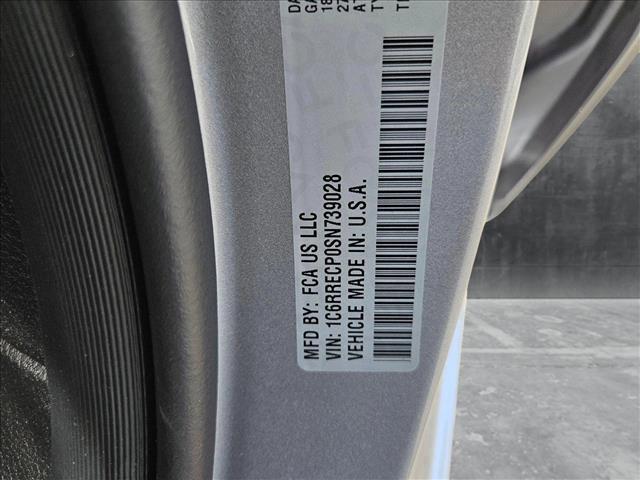 MFD BY: FCA US LLC
VIN: 1C6RRECP0SN739028
VEHICLE MADE IN: U.S.A.